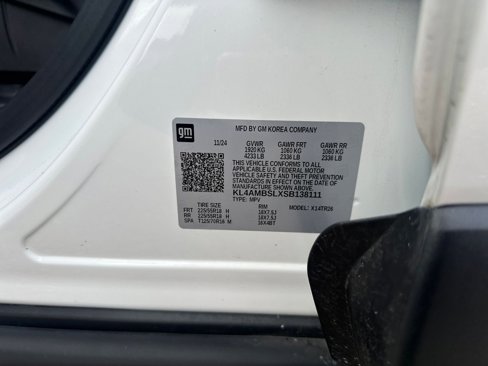 gm
MFD BY GM KOREA COMPANY
11/24 GVWR GAWR FRT GAWR RR
1920 KG 1060 KG 1060 KG
4233 LB 2336 LB 2336 LB
THIS VEHICLE CONFORMS TO ALL
APPLICABLE U.S. FEDERAL MOTOR
VEHICLE SAFETY AND THEFT PREVENTION
STANDARDS IN EFFECT ON THE DATE OF
MANUFACTURE SHOWN ABOVE.
KL4AMBSLXSB138111
TYPE: MPV
TIRE SIZE RIM MODEL: X14TR26
FRT 225/55R18 H 18X7.5J
RR 225/55R18 H 18X7.5J
SPA T125/70R16 M 16X4BT